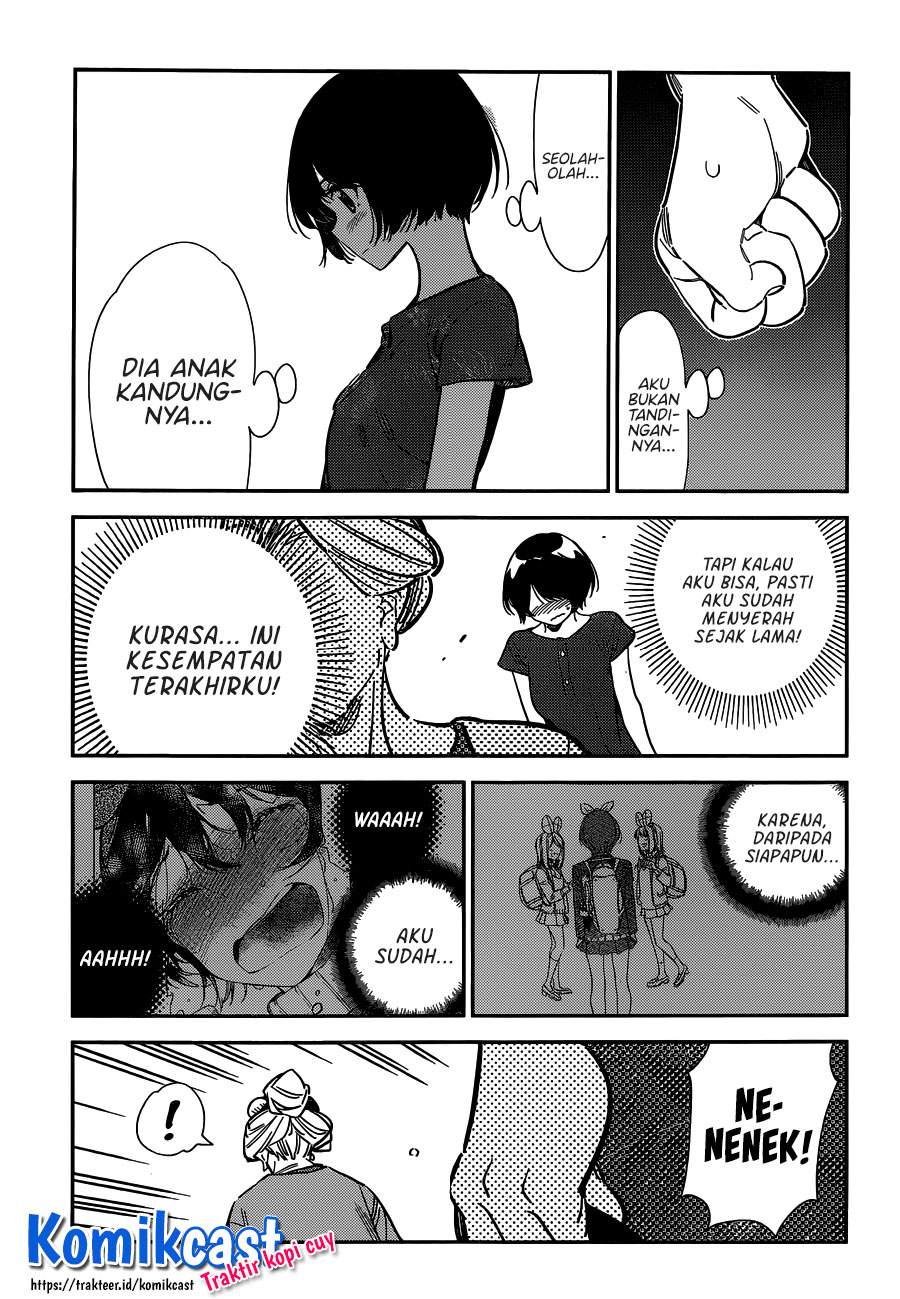 AKU
BUKAN
TANDI-
NGAN-
NYA...
SEOLAH-
OLAH...
DIA ANAK
KANDUNG-
NYA...
TAPI KALAU
AKU BISA, PASTI
AKU SUDAH
MENYERAH
SEJAK LAMA!
KURASA... INI
KESEMPATAN
TERAKHIRKU!
KARENA,
DARIPADA
SIAPAPUN...
WAAAH!
AKU
SUDAH...
AAHHH!
NE-
NENEK!
!
Komikcast
Traktir kopi cuy
https://trakteer.id/komikcast